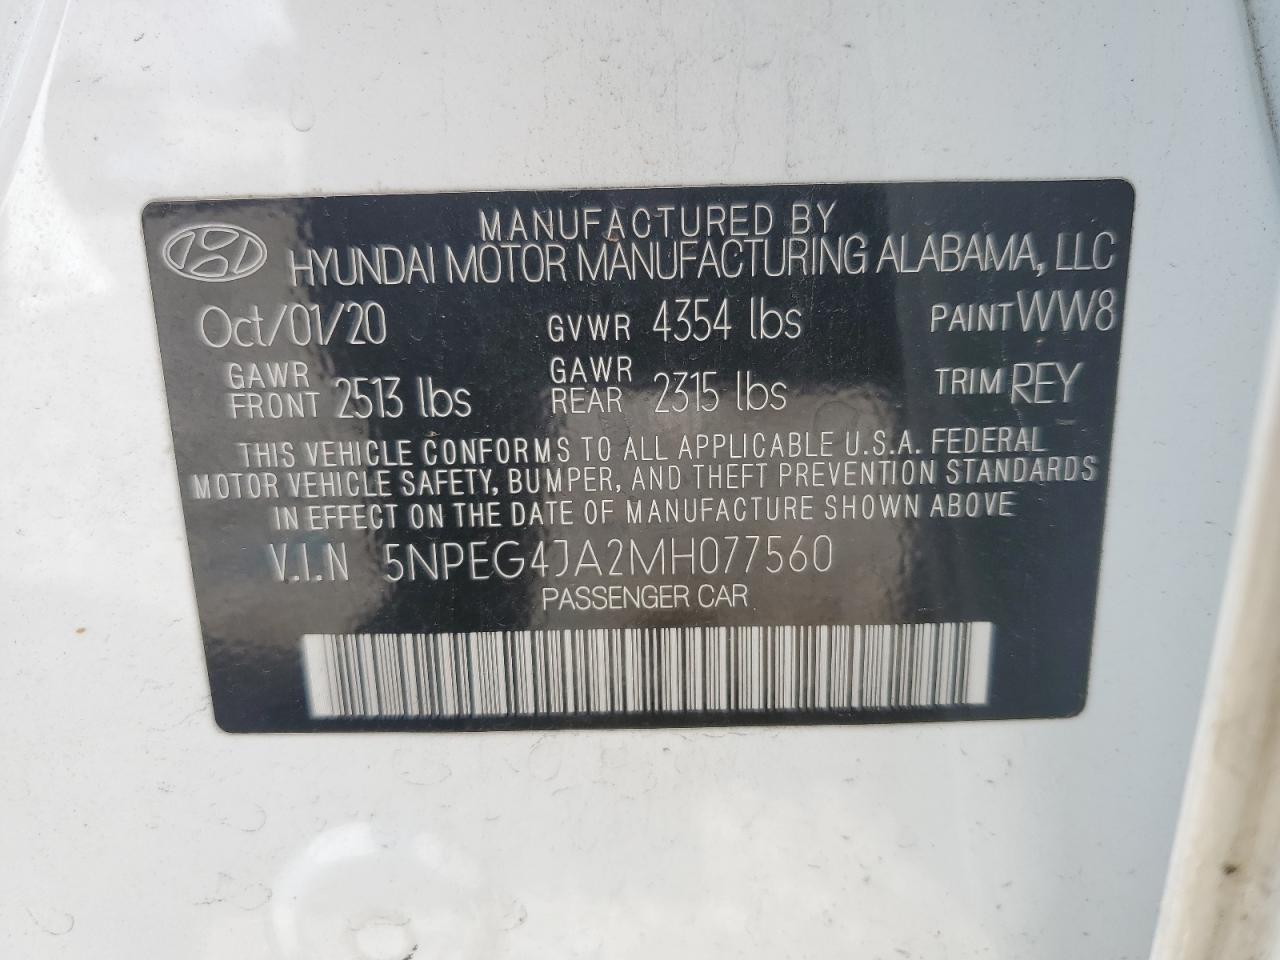 MANUFACTURED BY
HYUNDAI MOTOR MANUFACTURING ALABAMA, LLC
Oct/01/20 GVWR 4354 lbs PAINT WW8
GAWR FRONT 2513 lbs GAWR REAR 2315 lbs TRIM REY
THIS VEHICLE CONFORMS TO ALL APPLICABLE U.S.A. FEDERAL
MOTOR VEHICLE SAFETY, BUMPER, AND THEFT PREVENTION STANDARDS
IN EFFECT ON THE DATE OF MANUFACTURE SHOWN ABOVE
V.I.N 5NPEG4JA2MH077560
PASSENGER CAR